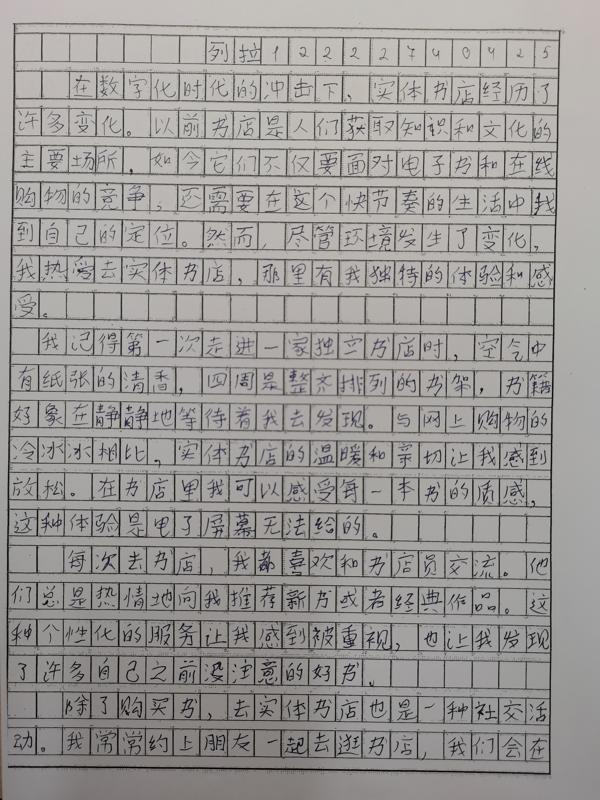 列拉1222740425
在数字化时代的冲击下，实体书店经历了
许多变化。以前书店是人们获取知识和文化的
主要场所，如今它们不仅要面对电子书和在线
购物的竞争，还需要在这个快节奏的生活中找
到自己的定位。然而，尽管环境发生了变化，
我热爱去实体书店，那里有我独特的体验和感
受。
我记得第一次走进一家独立书店时，空气中
有纸张的清香，四周是整齐排列的书架，书籍
好象在静静地等待着我去发现。与网上购物的
冷冰冰相比，实体书店的温暖和亲切让我感到
放松。在书店里我可以感受每一本书的质感，
这种体验是电子屏幕无法给的。
每次去书店，我都喜欢和书店员交流。他
们总是热情地向我推荐新书或者经典作品。这
种个性化的服务让我感到被重视，也让我发现
了许多自己之前没注意的好书。
除了购买书，去实体书店也是一种社交活
动。我常常约上朋友一起去逛书店，我们会在